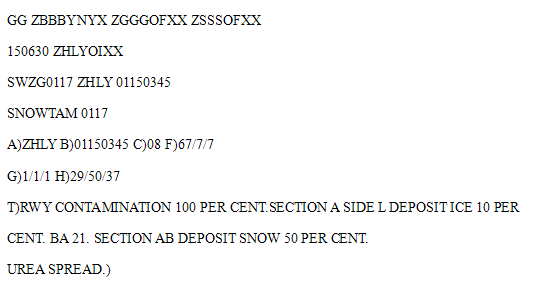 GG ZBBBYNYX ZGGGOFXX ZSSSOFXX
150630 ZHLYOIXX
SWZG0117 ZHLY 01150345
SNOWTAM 0117
A)ZHLY B)01150345 C)08 F)67/7/7
G)1/1/1 H)29/50/37
T)RWY CONTAMINATION 100 PER CENT.SECTION A SIDE L DEPOSIT ICE 10 PER
CENT. BA 21. SECTION AB DEPOSIT SNOW 50 PER CENT.
UREA SPREAD.)